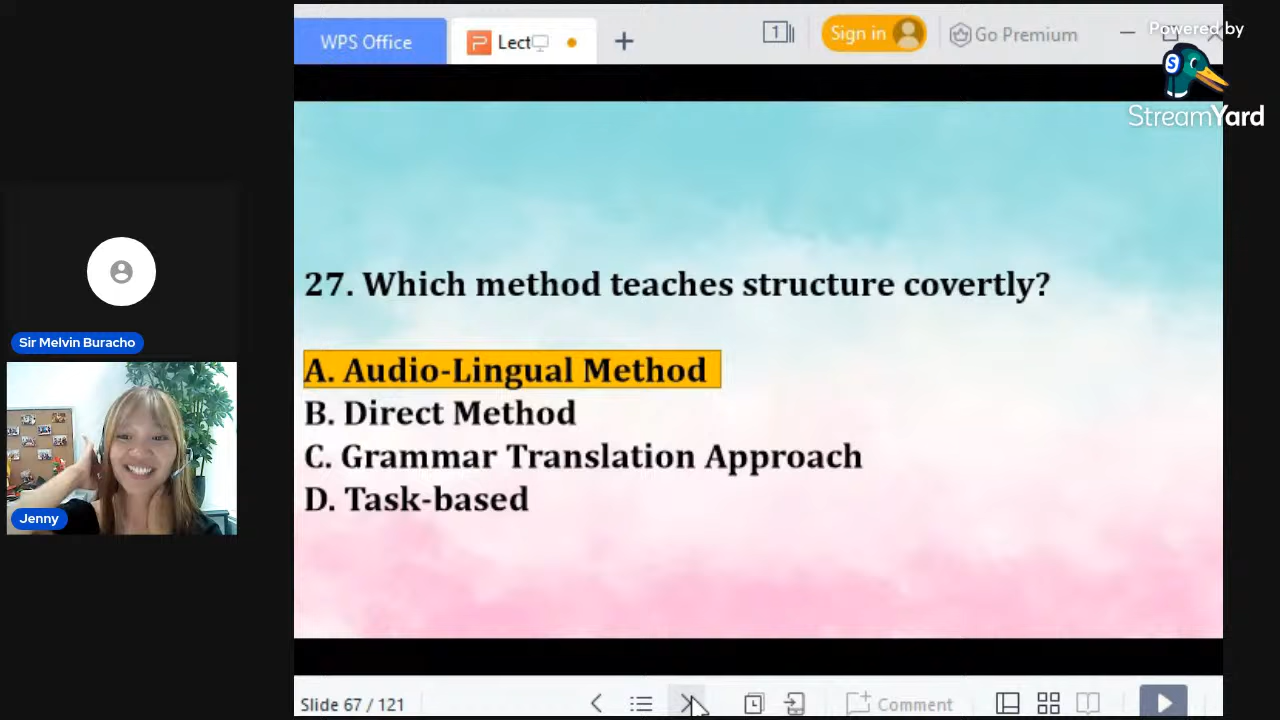 WPS Office
Lect
1
Sign in
Go Premium
Powered by
StreamYard
27. Which method teaches structure covertly?
A. Audio-Lingual Method
B. Direct Method
C. Grammar Translation Approach
D. Task-based
Sir Melvin Buracho
Jenny
Slide 67 / 121
Comment